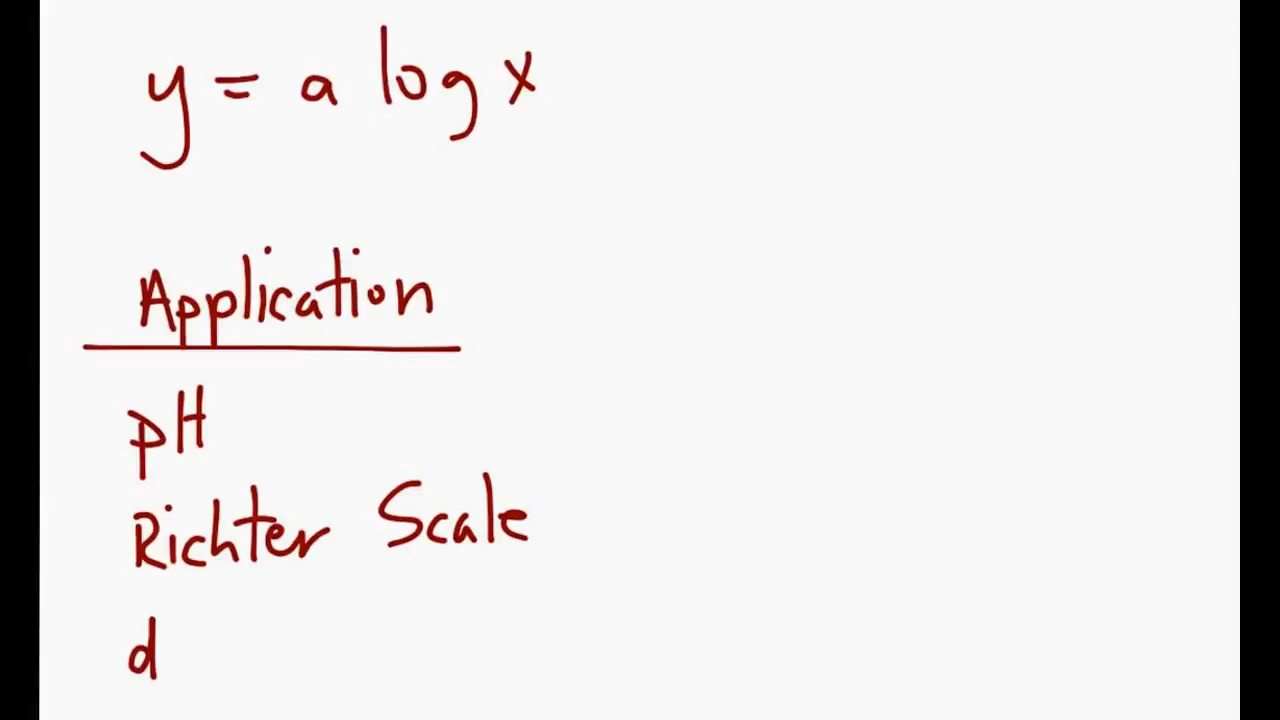 y = a log x
Application
pH
Richter Scale
d